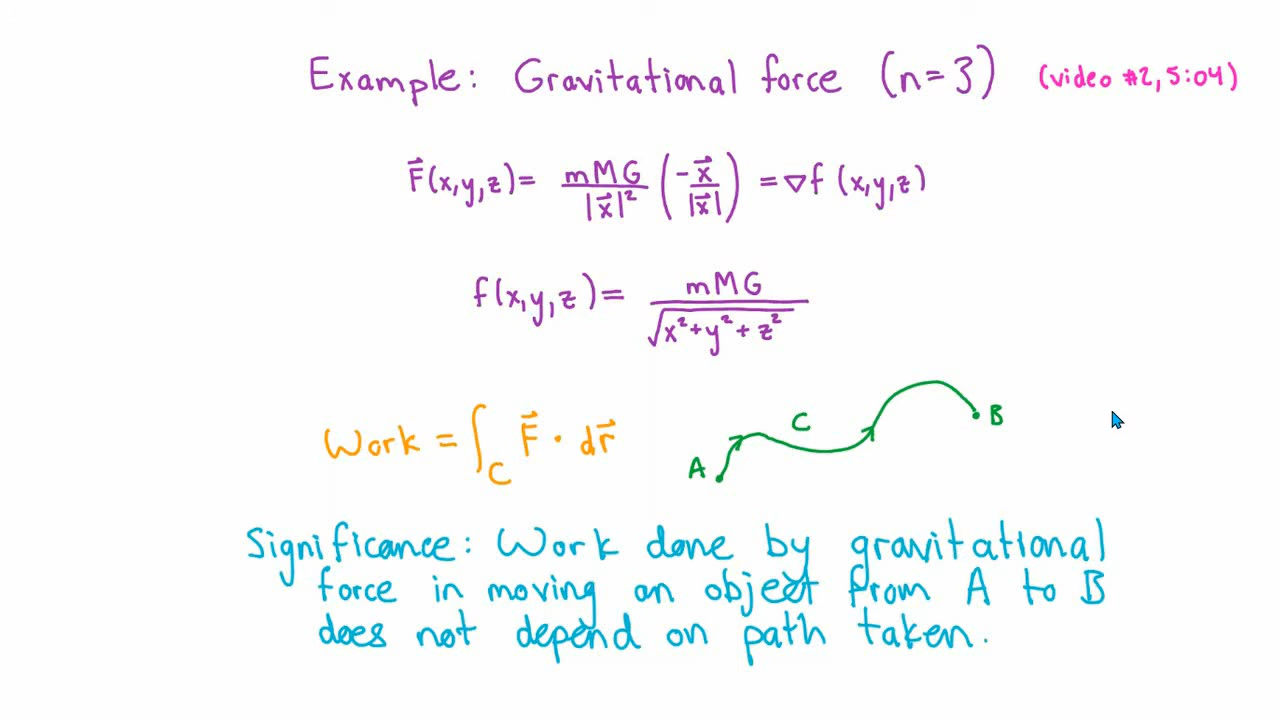 Example: Gravitational force (n=3) (video #2, 5:04)
F⃗(x,y,z) = mMG/|x⃗|² (-x⃗/|x⃗|) = ∇f(x,y,z)
f(x,y,z) = mMG/√(x²+y²+z²)
Work = ∫_C F⃗ · dr⃗
A C B
Significance: Work done by gravitational
force in moving an object from A to B
does not depend on path taken.